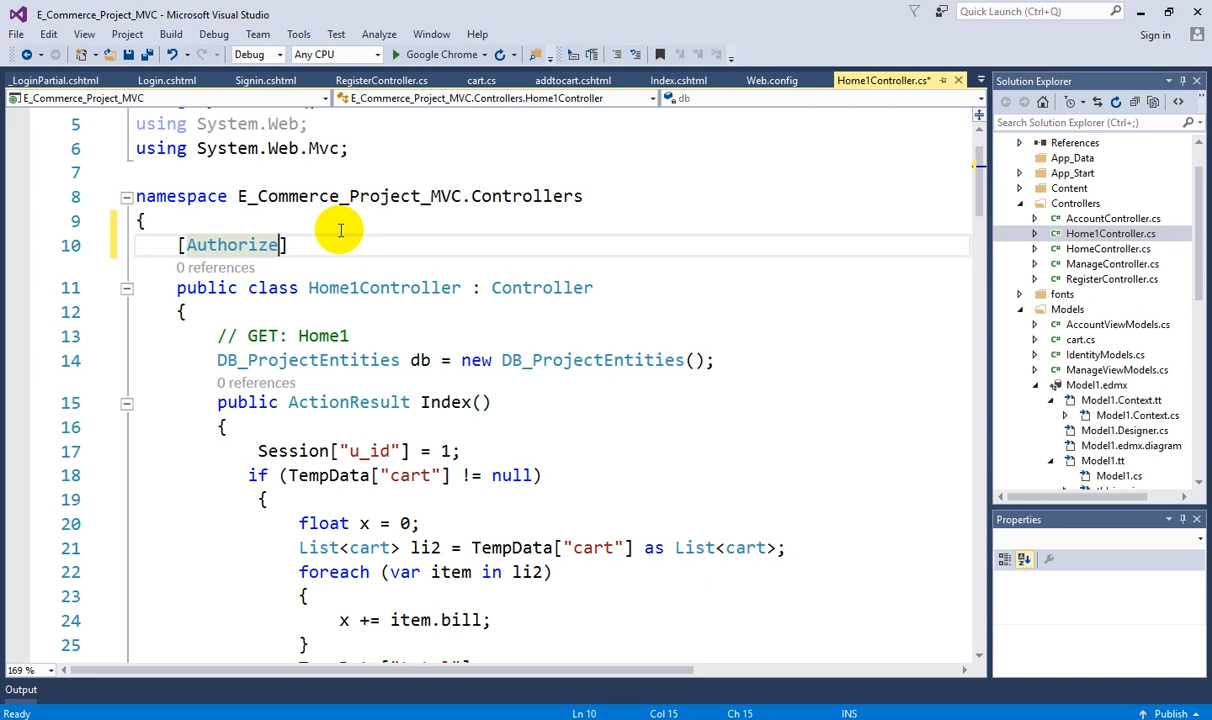 E_Commerce_Project_MVC - Microsoft Visual Studio
Quick Launch (Ctrl+Q)
File Edit View Project Build Debug Team Tools Test Analyze Window Help
Sign in
Debug Any CPU Google Chrome
_LoginPartial.cshtml Login.cshtml Signin.cshtml RegisterController.cs cart.cs addtocart.cshtml Index.cshtml Web.config Home1Controller.cs*
E_Commerce_Project_MVC E_Commerce_Project_MVC.Controllers.Home1Controller db
5 using System.Web;
6 using System.Web.Mvc;
7
8 namespace E_Commerce_Project_MVC.Controllers
9 {
10 [Authorize]
0 references
11 public class Home1Controller : Controller
12 {
13 // GET: Home1
14 DB_ProjectEntities db = new DB_ProjectEntities();
0 references
15 public ActionResult Index()
16 {
17 Session["u_id"] = 1;
18 if (TempData["cart"] != null)
19 {
20 float x = 0;
21 List<cart> li2 = TempData["cart"] as List<cart>;
22 foreach (var item in li2)
23 {
24 x += item.bill;
25 }
169 %
Solution Explorer
Search Solution Explorer (Ctrl+;)
References
App_Data
App_Start
Content
Controllers
AccountController.cs
Home1Controller.cs
HomeController.cs
ManageController.cs
RegisterController.cs
fonts
Models
AccountViewModels.cs
cart.cs
IdentityModels.cs
ManageViewModels.cs
Model1.edmx
Model1.Context.tt
Model1.Context.cs
Model1.Designer.cs
Model1.edmx.diagram
Model1.tt
Model1.cs
Properties
Output
Ready Ln 10 Col 15 Ch 15 INS Publish